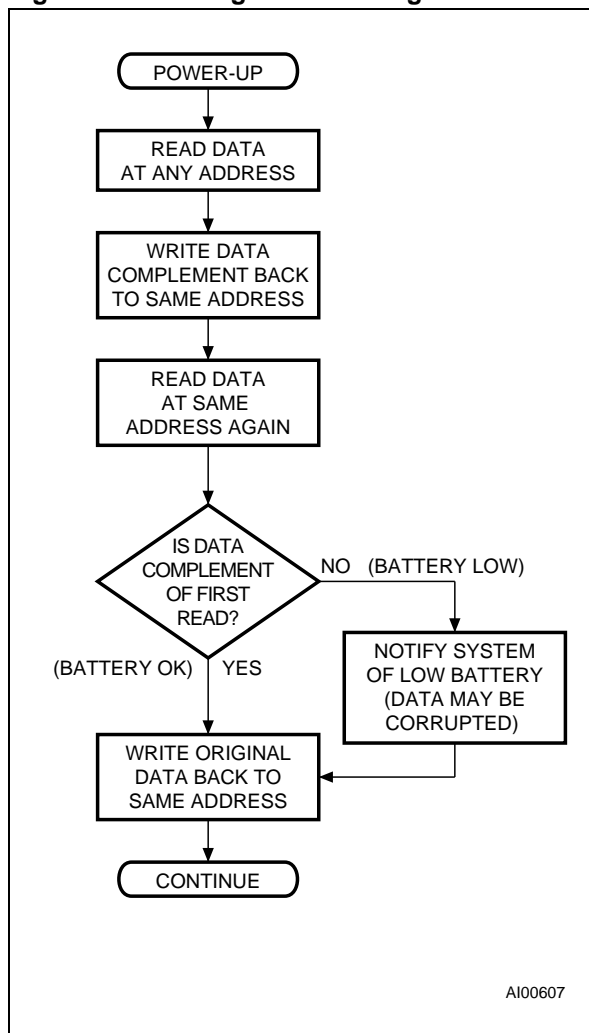 POWER-UP
READ DATA
AT ANY ADDRESS
WRITE DATA
COMPLEMENT BACK
TO SAME ADDRESS
READ DATA
AT SAME
ADDRESS AGAIN
IS DATA
COMPLEMENT
OF FIRST
READ?
NO (BATTERY LOW)
NOTIFY SYSTEM
OF LOW BATTERY
(DATA MAY BE
CORRUPTED)
(BATTERY OK) YES
WRITE ORIGINAL
DATA BACK TO
SAME ADDRESS
CONTINUE
AI00607